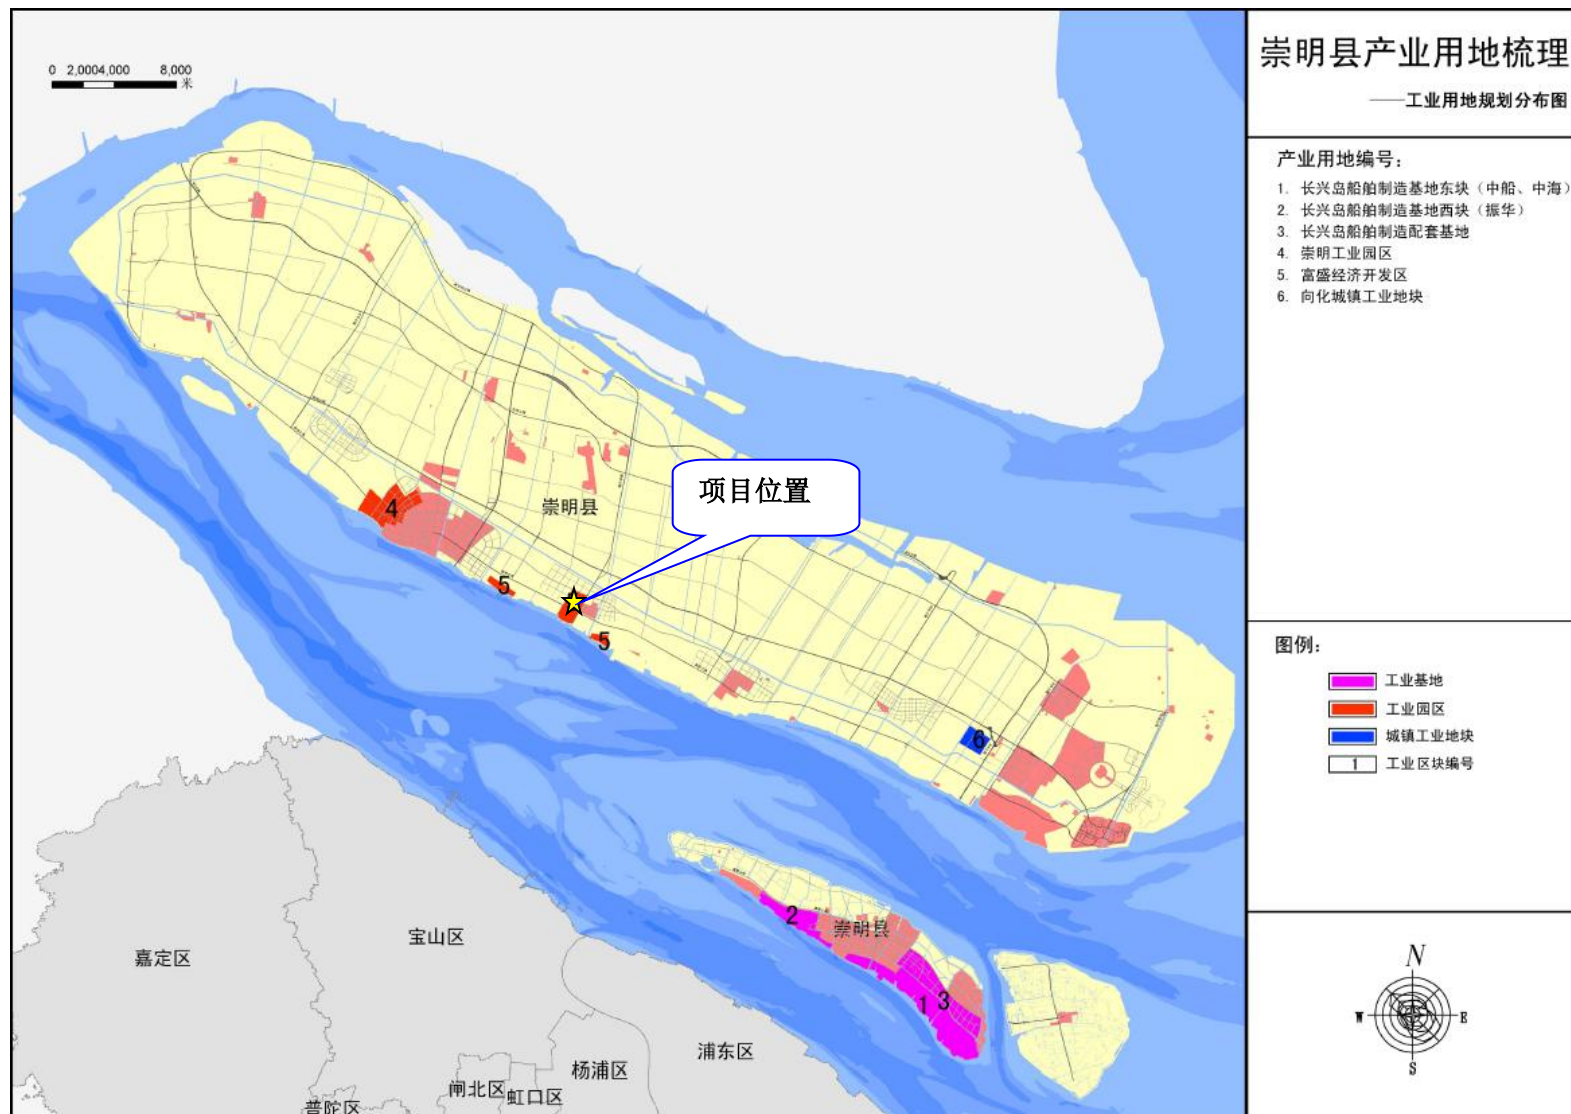 崇明县产业用地梳理
——工业用地规划分布图
0 2,0004,000 8,000
米
产业用地编号：
1. 长兴岛船舶制造基地东块（中船、中海）
2. 长兴岛船舶制造基地西块（振华）
3. 长兴岛船舶制造配套基地
4. 崇明工业园区
5. 富盛经济开发区
6. 向化城镇工业地块
项目位置
崇明县
4
5
5
6
图例：
工业基地
工业园区
城镇工业地块
1 工业区块编号
2
崇明县
3
1
宝山区
嘉定区
浦东区
杨浦区
闸北区
虹口区
普陀区
N
W
E
S